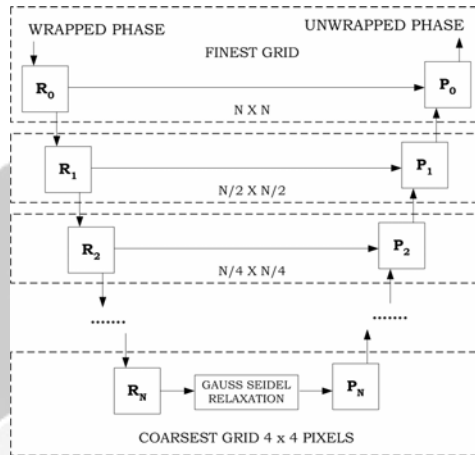 WRAPPED PHASE
UNWRAPPED PHASE
FINEST GRID
R0
P0
N X N
R1
P1
N/2 X N/2
R2
P2
N/4 X N/4
.......
.......
RN
GAUSS SEIDEL
RELAXATION
PN
COARSEST GRID 4 x 4 PIXELS